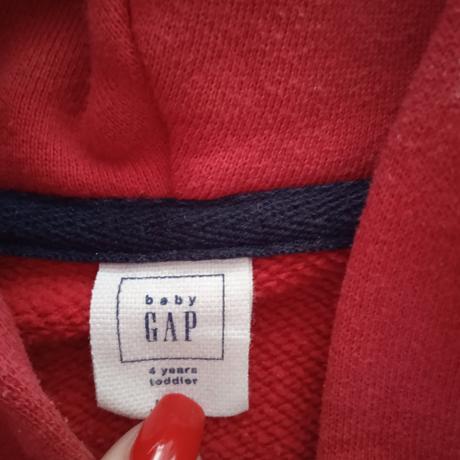 baby
GAP
4 years
toddler